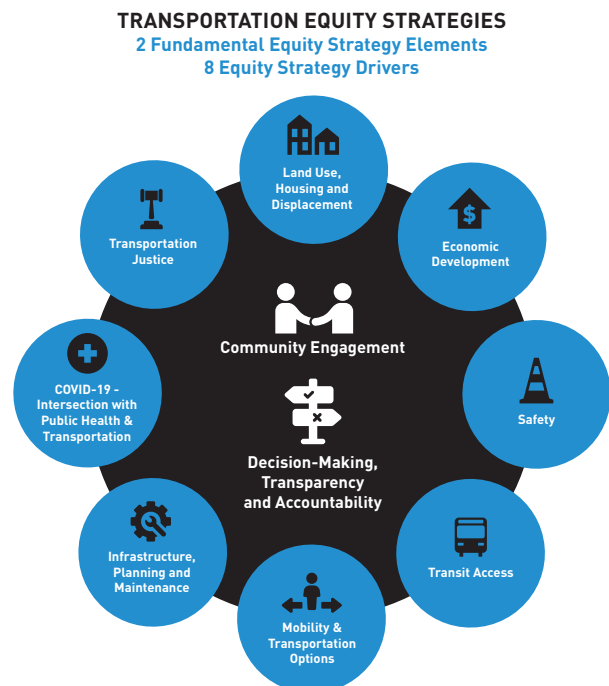 TRANSPORTATION EQUITY STRATEGIES
2 Fundamental Equity Strategy Elements
8 Equity Strategy Drivers
Land Use,
Housing and
Displacement
$
Economic
Development
Safety
Transit Access
Mobility &
Transportation
Options
Infrastructure,
Planning and
Maintenance
COVID-19 -
Intersection with
Public Health &
Transportation
Transportation
Justice
Community Engagement
Decision-Making,
Transparency
and Accountability